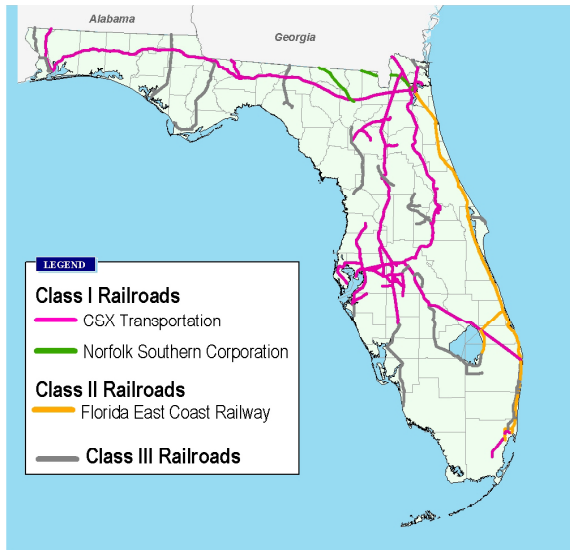 Alabama
Georgia
LEGEND
Class I Railroads
CSX Transportation
Norfolk Southern Corporation
Class II Railroads
Florida East Coast Railway
Class III Railroads